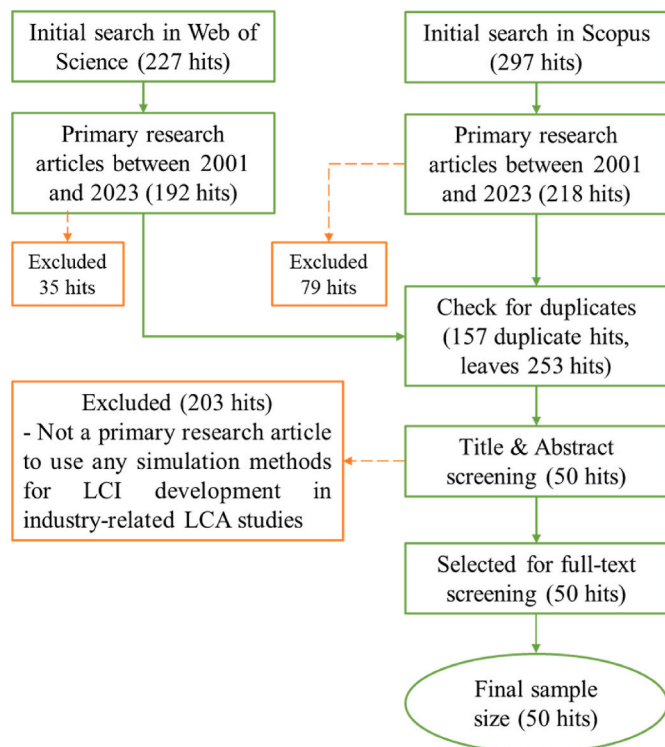 Initial search in Web of
Science (227 hits)
Initial search in Scopus
(297 hits)
Primary research
articles between 2001
and 2023 (192 hits)
Primary research
articles between 2001
and 2023 (218 hits)
Excluded
35 hits
Excluded
79 hits
Check for duplicates
(157 duplicate hits,
leaves 253 hits)
Excluded (203 hits)
- Not a primary research article
to use any simulation methods
for LCI development in
industry-related LCA studies
Title & Abstract
screening (50 hits)
Selected for full-text
screening (50 hits)
Final sample
size (50 hits)